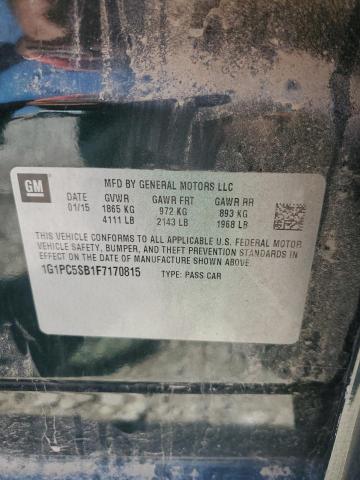 GM
MFD BY GENERAL MOTORS LLC
DATE GVWR GAWR FRT GAWR RR
01/15 1865 KG 972 KG 893 KG
4111 LB 2143 LB 1968 LB
THIS VEHICLE CONFORMS TO ALL APPLICABLE U.S. FEDERAL MOTOR
VEHICLE SAFETY, BUMPER, AND THEFT PREVENTION STANDARDS IN
EFFECT ON THE DATE OF MANUFACTURE SHOWN ABOVE.
1G1PC5SB1F7170815 TYPE: PASS CAR